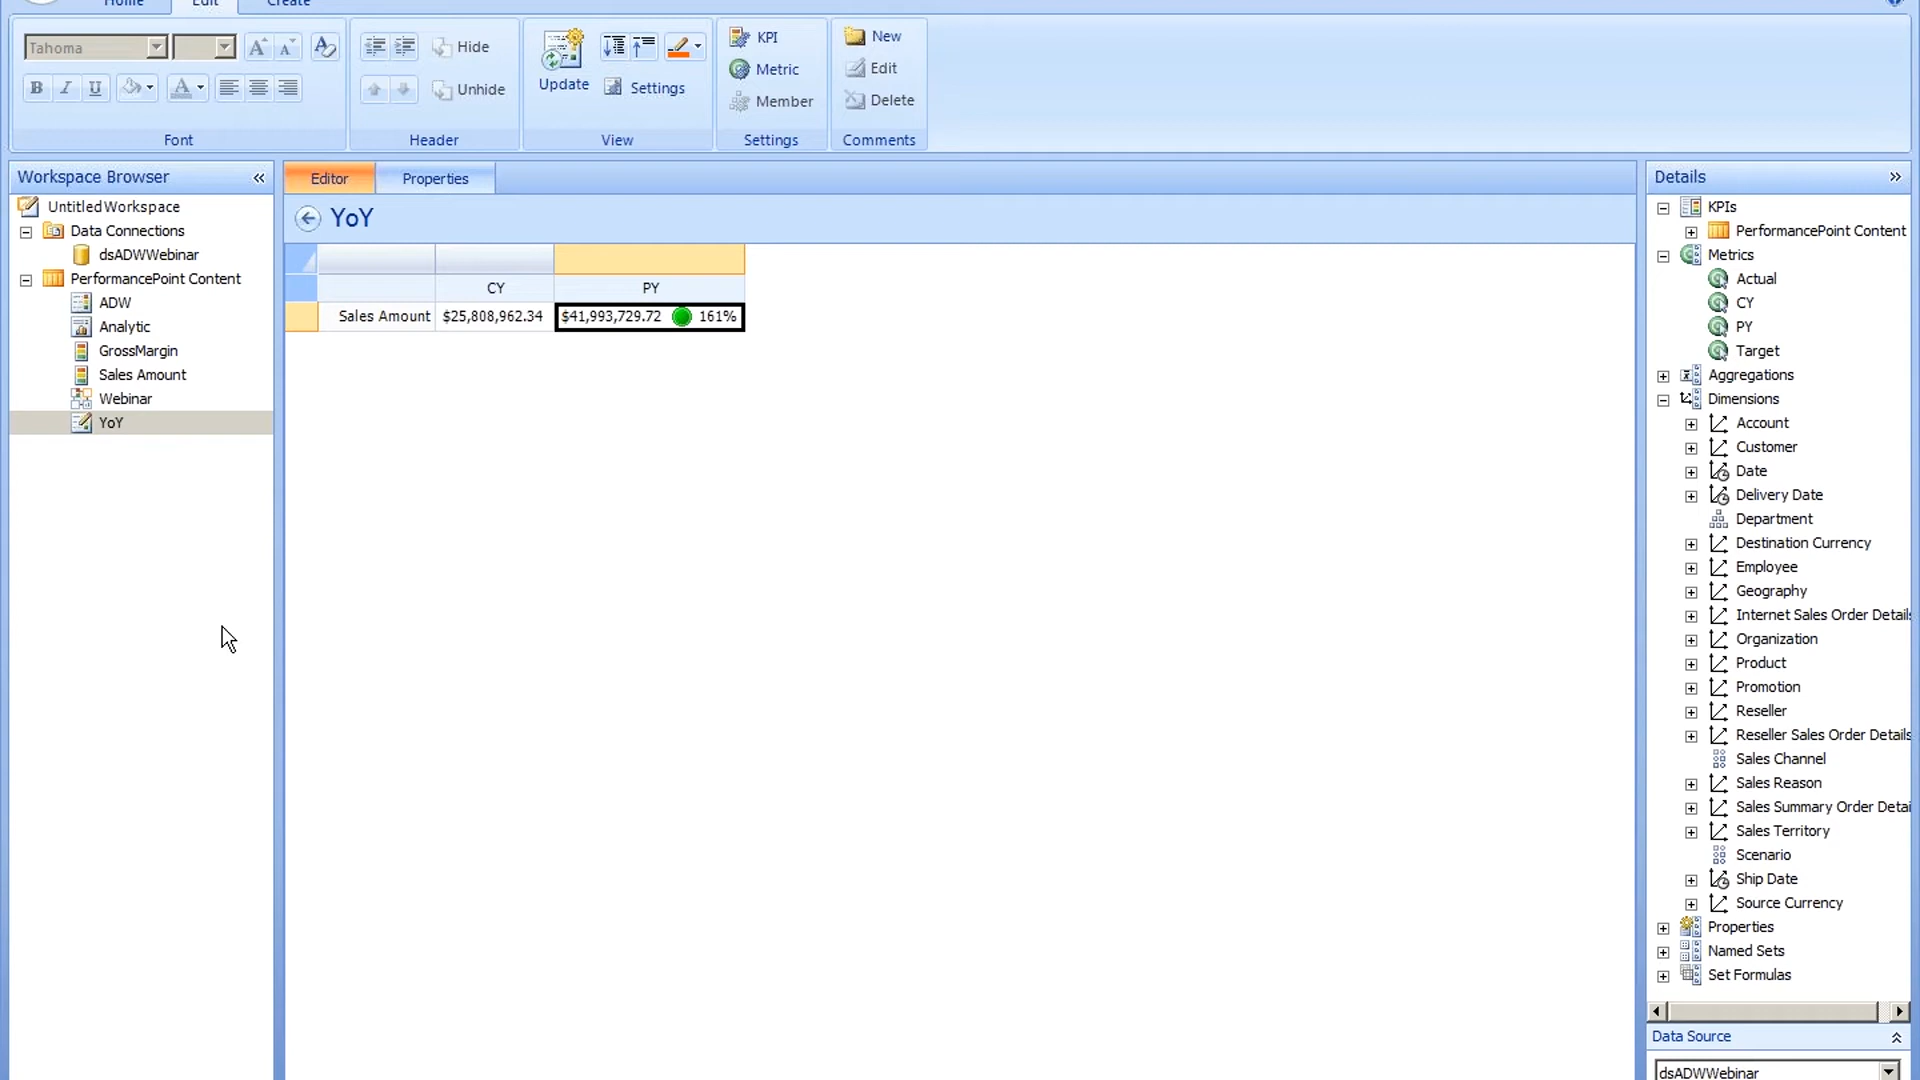 Home Edit Create
Tahoma
A A
B I U A
Font
Hide
Unhide
Header
Update
Settings
View
KPI
Metric
Member
Settings
New
Edit
Delete
Comments
Workspace Browser
Untitled Workspace
Data Connections
dsADWWebinar
PerformancePoint Content
ADW
Analytic
GrossMargin
Sales Amount
Webinar
YoY
Editor Properties
YoY
CY PY
Sales Amount $25,808,962.34 $41,993,729.72 161%
Details
KPIs
PerformancePoint Content
Metrics
Actual
CY
PY
Target
Aggregations
Dimensions
Account
Customer
Date
Delivery Date
Department
Destination Currency
Employee
Geography
Internet Sales Order Details
Organization
Product
Promotion
Reseller
Reseller Sales Order Details
Sales Channel
Sales Reason
Sales Summary Order Detai
Sales Territory
Scenario
Ship Date
Source Currency
Properties
Named Sets
Set Formulas
Data Source
dsADWWebinar